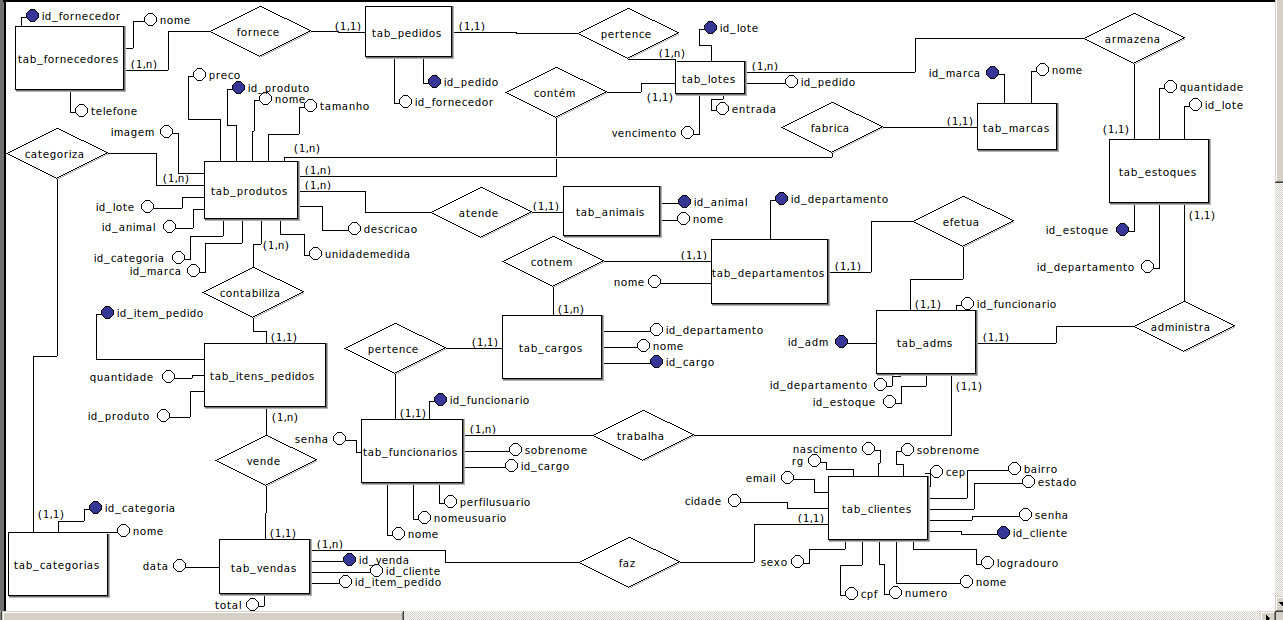 id_fornecedor
nome
tab_fornecedores
(1,n)
telefone
fornece
(1,1)
tab_pedidos
(1,1)
id_pedido
id_fornecedor
pertence
(1,n)
id_lote
tab_lotes
(1,n)
id_pedido
(1,1)
entrada
vencimento
contém
armazena
id_marca
nome
(1,1)
tab_marcas
fabrica
quantidade
id_lote
(1,1)
tab_estoques
(1,1)
id_estoque
id_departamento
preco
id_produto
nome
tamanho
imagem
categoriza
(1,n)
(1,n)
(1,n)
(1,n)
tab_produtos
id_lote
id_animal
id_categoria
id_marca
(1,n)
descricao
unidademedida
atende
(1,1)
tab_animais
id_animal
nome
id_departamento
cotnem
(1,1)
tab_departamentos
(1,1)
nome
efetua
(1,n)
contabiliza
id_item_pedido
(1,1)
tab_itens_pedidos
quantidade
id_produto
(1,n)
pertence
(1,1)
tab_cargos
id_departamento
nome
id_cargo
(1,1)
id_funcionario
id_adm
tab_adms
(1,1)
administra
id_departamento
id_estoque
(1,1)
(1,1)
id_funcionario
senha
tab_funcionarios
(1,n)
sobrenome
id_cargo
perfilusuario
nomeusuario
nome
trabalha
vende
(1,1)
id_categoria
nome
tab_categorias
(1,1)
(1,n)
data
tab_vendas
id_venda
id_cliente
id_item_pedido
total
faz
nascimento
sobrenome
rg
cep
bairro
email
estado
cidade
tab_clientes
senha
(1,1)
id_cliente
sexo
logradouro
nome
cpf
numero